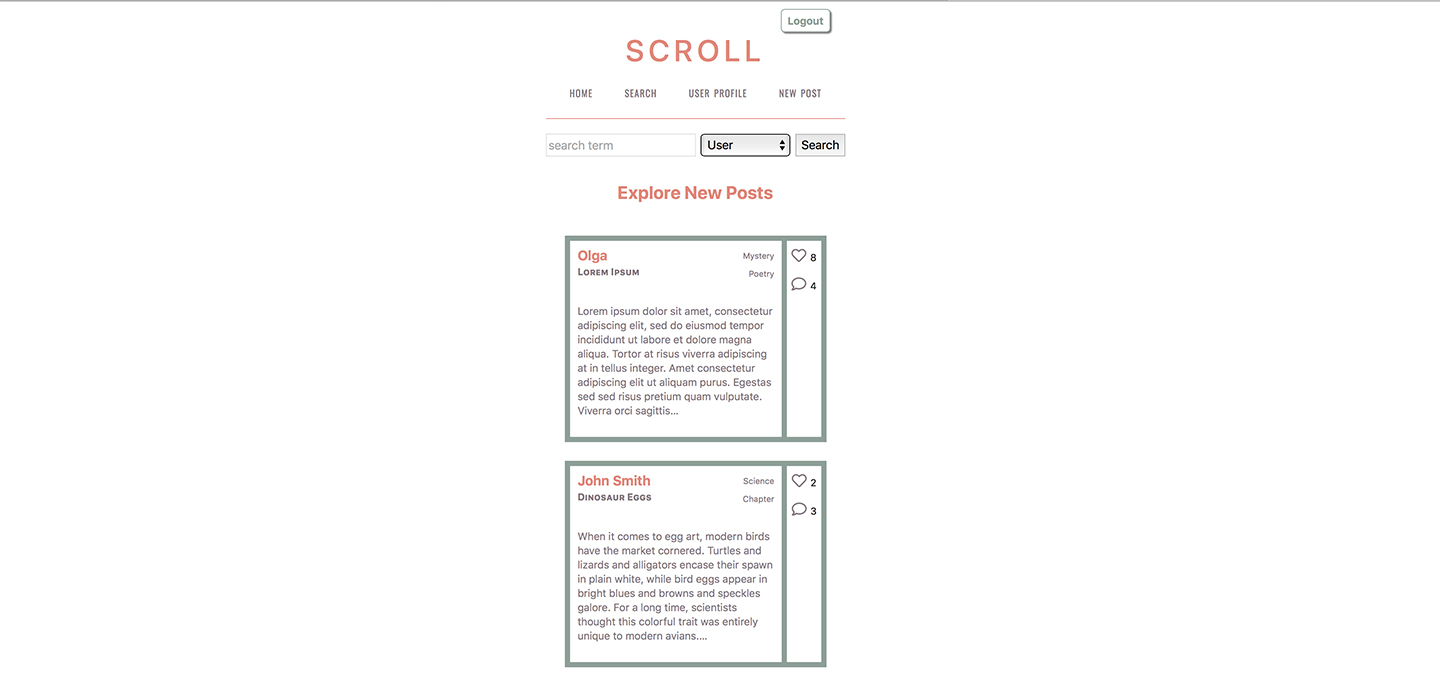 Logout
SCROLL
HOME SEARCH USER PROFILE NEW POST
search term User Search
Explore New Posts
Olga Mystery 8
Lorem Ipsum Poetry
4
Lorem ipsum dolor sit amet, consectetur
adipiscing elit, sed do eiusmod tempor
incididunt ut labore et dolore magna
aliqua. Tortor at risus viverra adipiscing
at in tellus integer. Amet consectetur
adipiscing elit ut aliquam purus. Egestas
sed sed risus pretium quam vulputate.
Viverra orci sagittis...
John Smith Science 2
Dinosaur Eggs Chapter
3
When it comes to egg art, modern birds
have the market cornered. Turtles and
lizards and alligators encase their spawn
in plain white, while bird eggs appear in
bright blues and browns and speckles
galore. For a long time, scientists
thought this colorful trait was entirely
unique to modern avians....